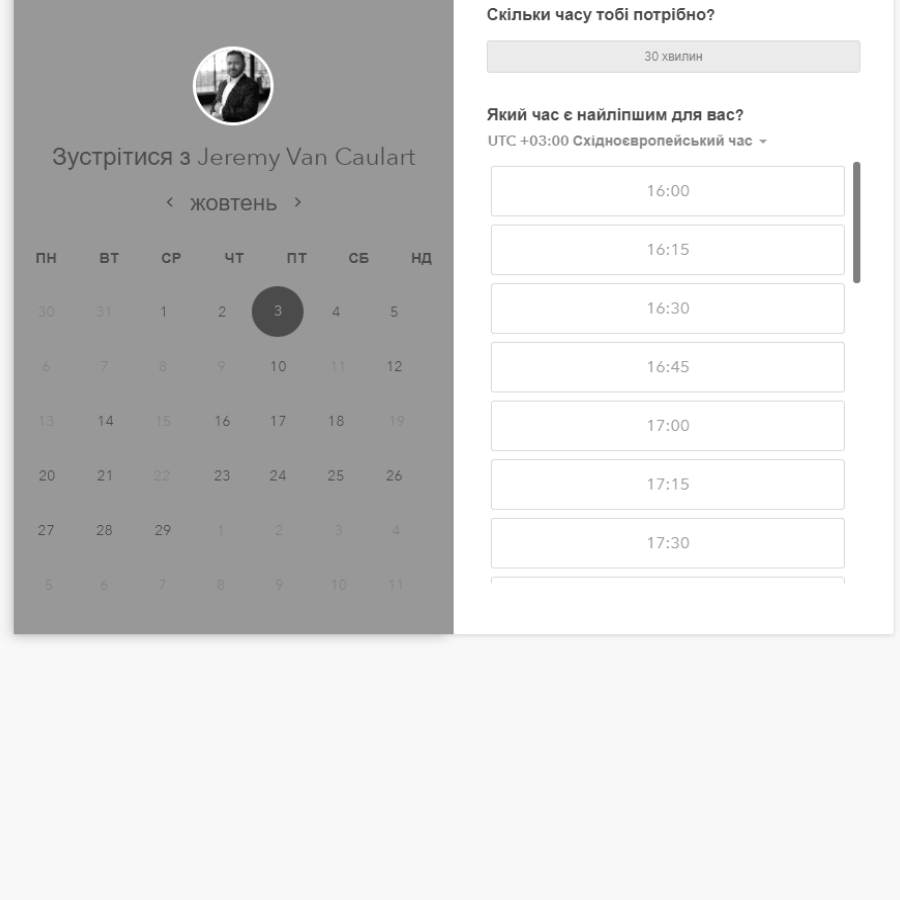 Зустрітися з Jeremy Van Caulart
жовтень
ПН ВТ СР ЧТ ПТ СБ НД
30 31 1 2 3 4 5
6 7 8 9 10 11 12
13 14 15 16 17 18 19
20 21 22 23 24 25 26
27 28 29 1 2 3 4
5 6 7 8 9 10 11
Скільки часу тобі потрібно?
30 хвилин
Який час є найліпшим для вас?
UTC +03:00 Східноєвропейський час
16:00
16:15
16:30
16:45
17:00
17:15
17:30